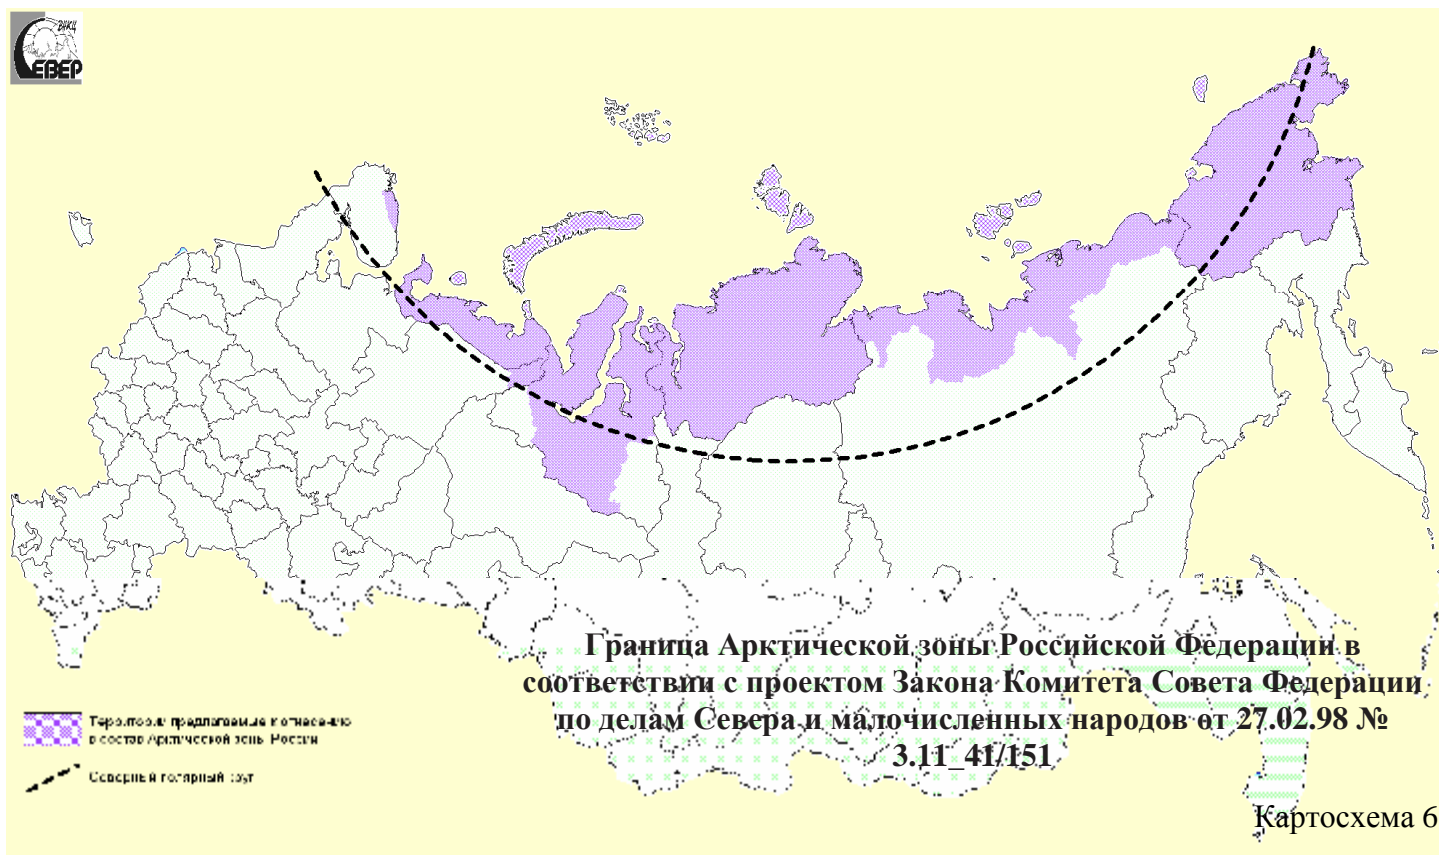 ВНКЦ
СЕВЕР
Граница Арктической зоны Российской Федерации в
соответствии с проектом Закона Комитета Совета Федерации
по делам Севера и малочисленных народов от 27.02.98 №
3.11_41/151
Территории предлагаемые к отнесению
в состав Арктической зоны России
Северный полярный круг
Картосхема 6